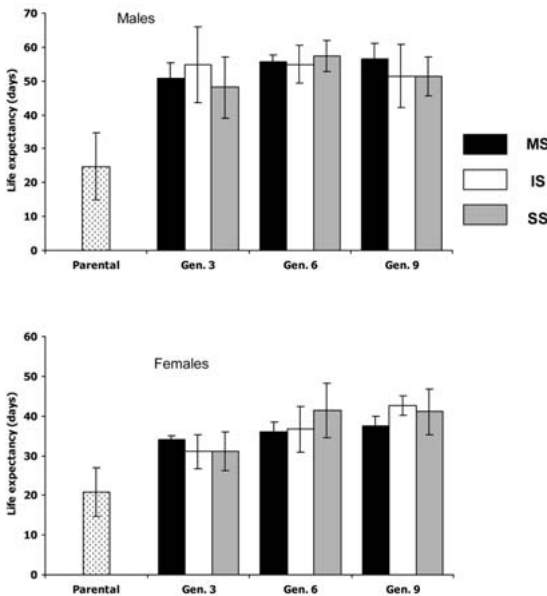 Males
Life expectancy (days)
70
60
50
40
30
20
10
0
Parental Gen. 3 Gen. 6 Gen. 9
MS
IS
SS
Females
Life expectancy (days)
60
50
40
30
20
10
0
Parental Gen. 3 Gen. 6 Gen. 9